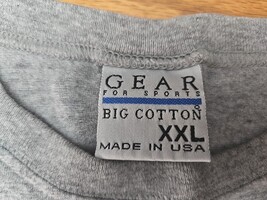 GEAR
FOR SPORTS
BIG COTTON
XXL
MADE IN USA